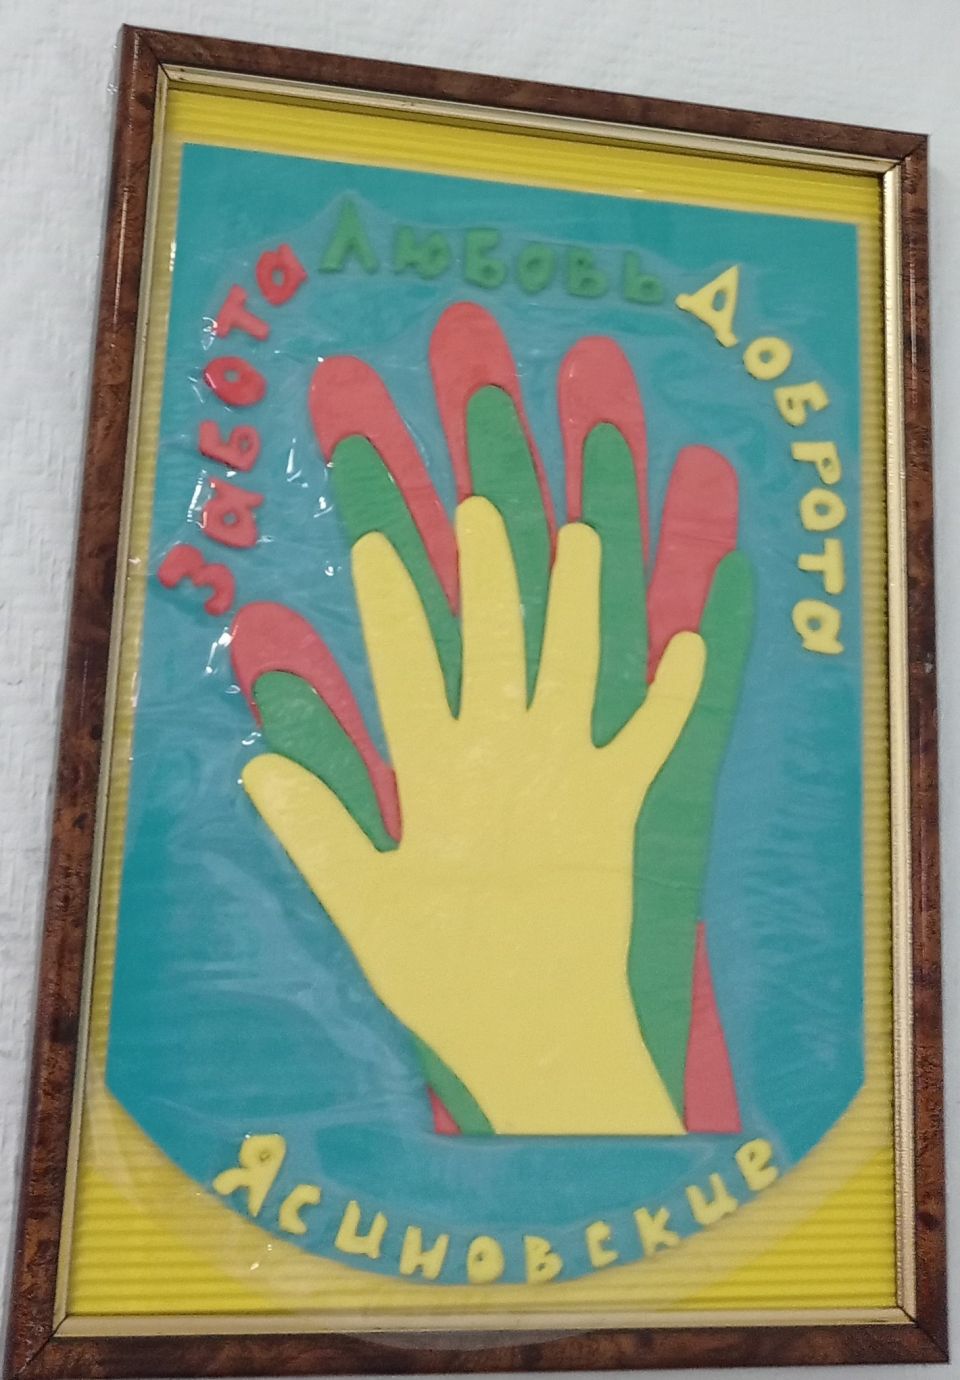 Забота
Любовь
Доброта
Ясиновские